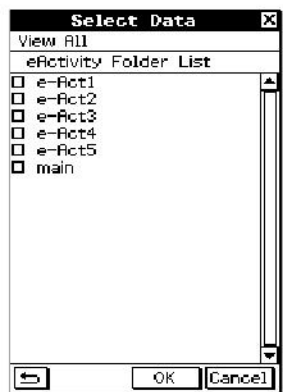 Select Data
View All
eActivity Folder List
e-Act1
e-Act2
e-Act3
e-Act4
e-Act5
main
OK Cancel